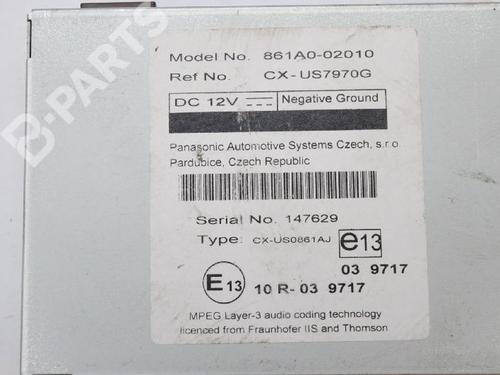 B-PARTS
Model No. 861A0-02010
Ref No. CX-US7970G
DC 12V Negative Ground
Panasonic Automotive Systems Czech, s.r.o
Pardubice, Czech Republic
Serial No. 147629
Type: CX-US0861AJ e13
03 9717
E13 10 R- 03 9717
MPEG Layer-3 audio coding technology
licenced from Fraunhofer IIS and Thomson